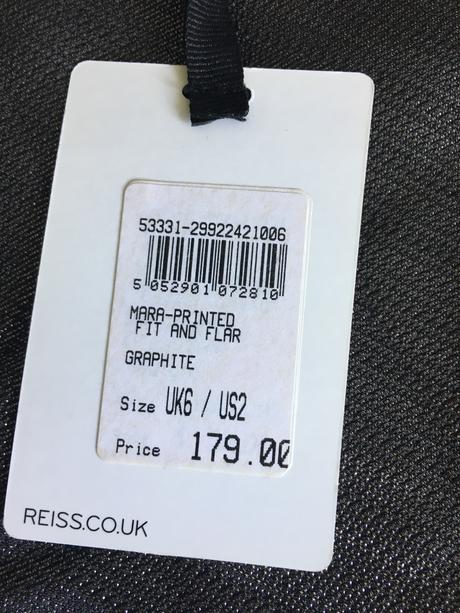 53331-29922421006
5 052901 072810
MARA-PRINTED
FIT AND FLAR
GRAPHITE
Size UK6 / US2
Price 179.00
REISS.CO.UK